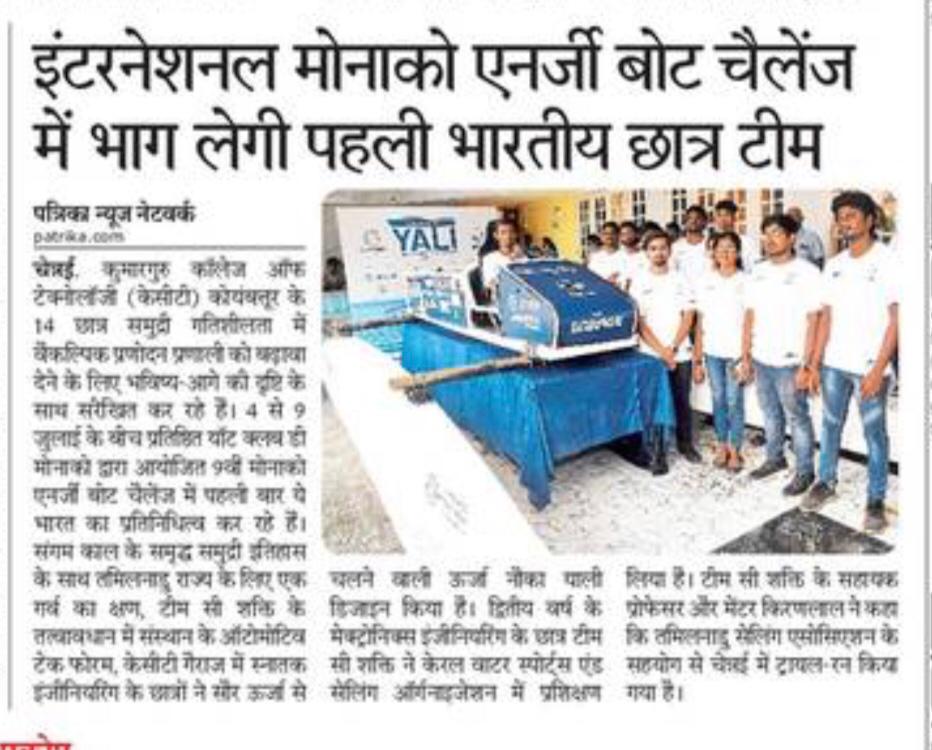 इंटरनेशनल मोनाको एनर्जी बोट चैलेंज
में भाग लेगी पहली भारतीय छात्र टीम
पत्रिका न्यूज नेटवर्क
patrika.com
चेन्नई. कुमारगुरु कॉलेज ऑफ
टेक्नोलॉजी (केसीटी) कोयंबत्तूर के
14 छात्र समुद्री गतिशीलता में
वैकल्पिक प्रणोदन प्रणाली को बढ़ावा
देने के लिए भविष्य-आगे की दृष्टि के
साथ संरेखित कर रहे हैं। 4 से 9
जुलाई के बीच प्रतिष्ठित यॉट क्लब डी
मोनाको द्वारा आयोजित 9वीं मोनाको
एनर्जी बोट चैलेंज में पहली बार ये
भारत का प्रतिनिधित्व कर रहे हैं।
संगम काल के समृद्ध समुद्री इतिहास
के साथ तमिलनाडु राज्य के लिए एक
गर्व का क्षण, टीम सी शक्ति के
तत्वावधान में संस्थान के ऑटोमोटिव
टेक फोरम, केसीटी गैराज में स्नातक
इंजीनियरिंग के छात्रों ने सौर ऊर्जा से
चलने वाली ऊर्जा नौका याली
डिजाइन किया है। द्वितीय वर्ष के
मेक्ट्रोनिक्स इंजीनियरिंग के छात्र टीम
सी शक्ति ने केरल वाटर स्पोर्ट्स एंड
सेलिंग ऑर्गनाइजेशन में प्रशिक्षण
लिया है। टीम सी शक्ति के सहायक
प्रोफेसर और मेंटर किरणलाल ने कहा
कि तमिलनाडु सेलिंग एसोसिएशन के
सहयोग से चेन्नई में ट्रायल-रन किया
गया है।
YALI